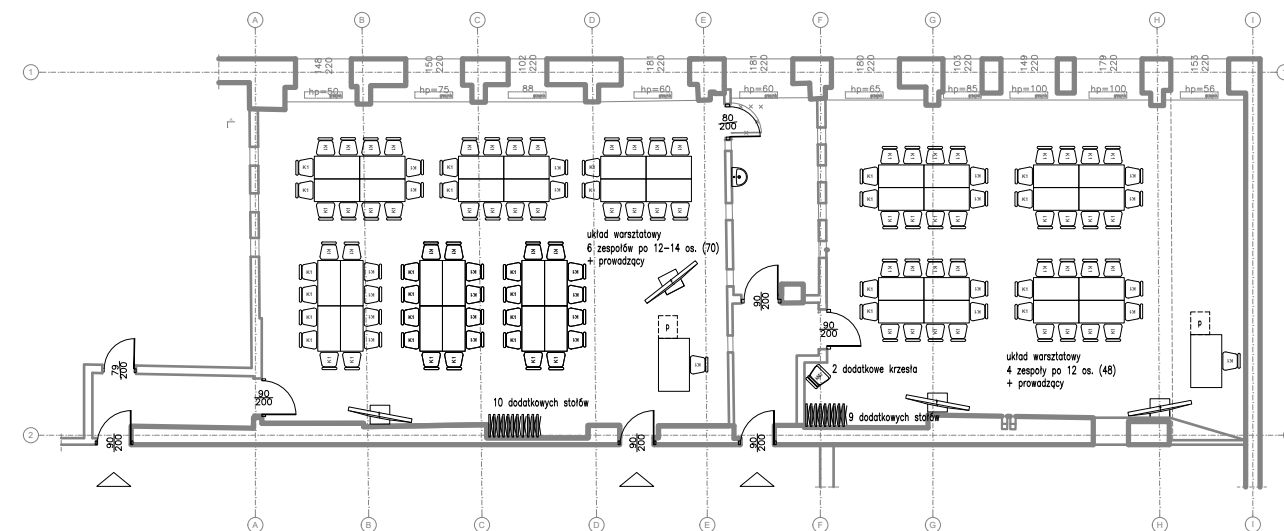 A B C D E F G H I
1
148 220 150 220 102 220 181 220 181 220 180 220 103 220 149 220 179 220 153 220
hp=50 hp=75 88 hp=60 hp=60 hp=65 hp=85 hp=100 hp=100 hp=56
80
200
układ warsztatowy
6 zespołów po 12-14 os. (70)
+ prowadzący
P
90
200
90
200
P
układ warsztatowy
4 zespoły po 12 os. (48)
+ prowadzący
2 dodatkowe krzesła
79
200
90
200
10 dodatkowych stołów
9 dodatkowych stołów
2
90
200
90
200
90
200
A B C D E F G H I